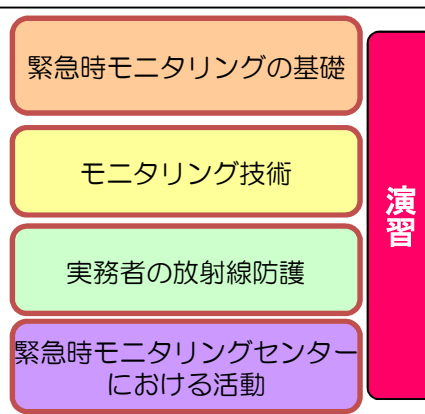 緊急時モニタリングの基礎
モニタリング技術
実務者の放射線防護
緊急時モニタリングセンター
における活動
演習